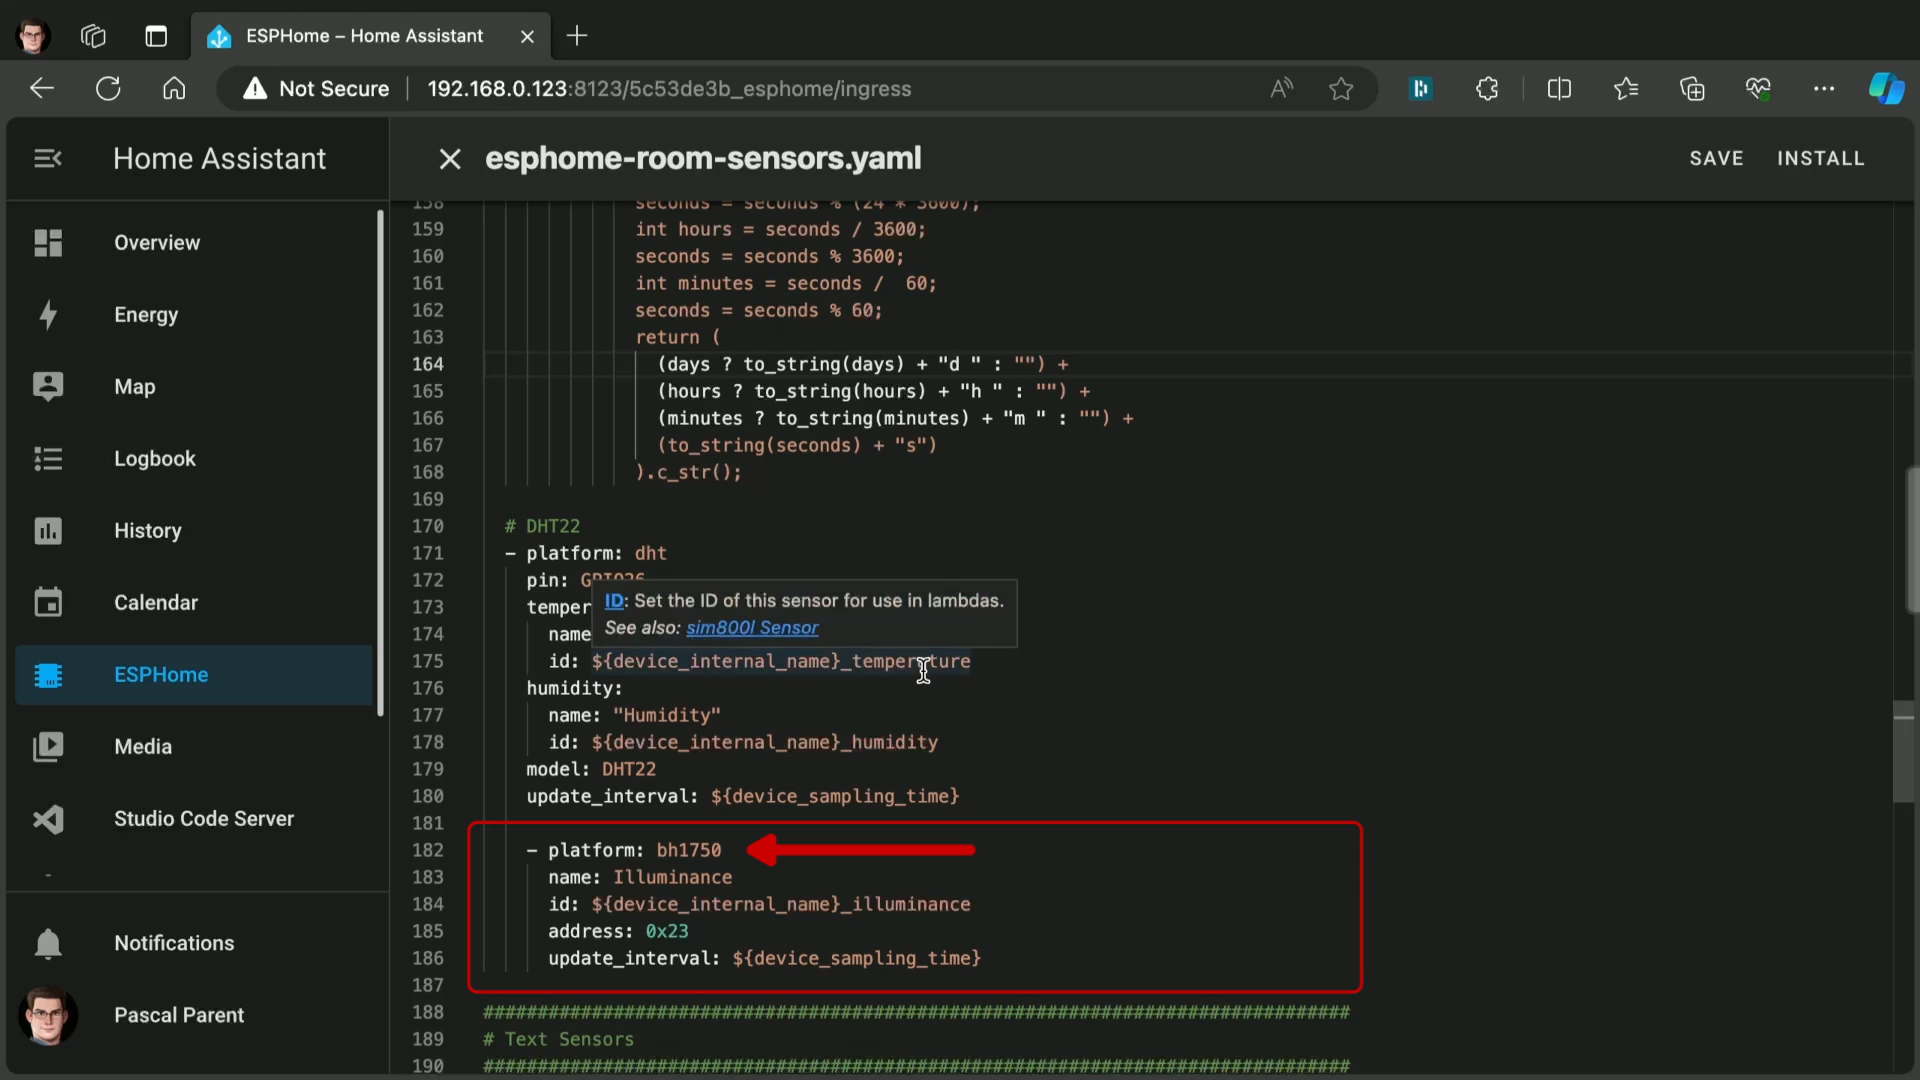 ESPHome – Home Assistant
Not Secure
192.168.0.123:8123/5c53de3b_esphome/ingress
Home Assistant
esphome-room-sensors.yaml
SAVE
INSTALL
Overview
Energy
Map
Logbook
History
Calendar
ESPHome
Media
Studio Code Server
Notifications
Pascal Parent
158 seconds = seconds % (24 * 3600);
159 int hours = seconds / 3600;
160 seconds = seconds % 3600;
161 int minutes = seconds /  60;
162 seconds = seconds % 60;
163 return (
164 (days ? to_string(days) + "d " : "") +
165 (hours ? to_string(hours) + "h " : "") +
166 (minutes ? to_string(minutes) + "m " : "") +
167 (to_string(seconds) + "s")
168 ).c_str();
169
170 # DHT22
171 - platform: dht
172 pin: GPIO26
173 temper
ID: Set the ID of this sensor for use in lambdas.
See also: sim800l Sensor
174 name
175 id: ${device_internal_name}_temperature
176 humidity:
177 name: "Humidity"
178 id: ${device_internal_name}_humidity
179 model: DHT22
180 update_interval: ${device_sampling_time}
181
182 - platform: bh1750
183 name: Illuminance
184 id: ${device_internal_name}_illuminance
185 address: 0x23
186 update_interval: ${device_sampling_time}
187
188 ################################################################################
189 # Text Sensors
190 ################################################################################